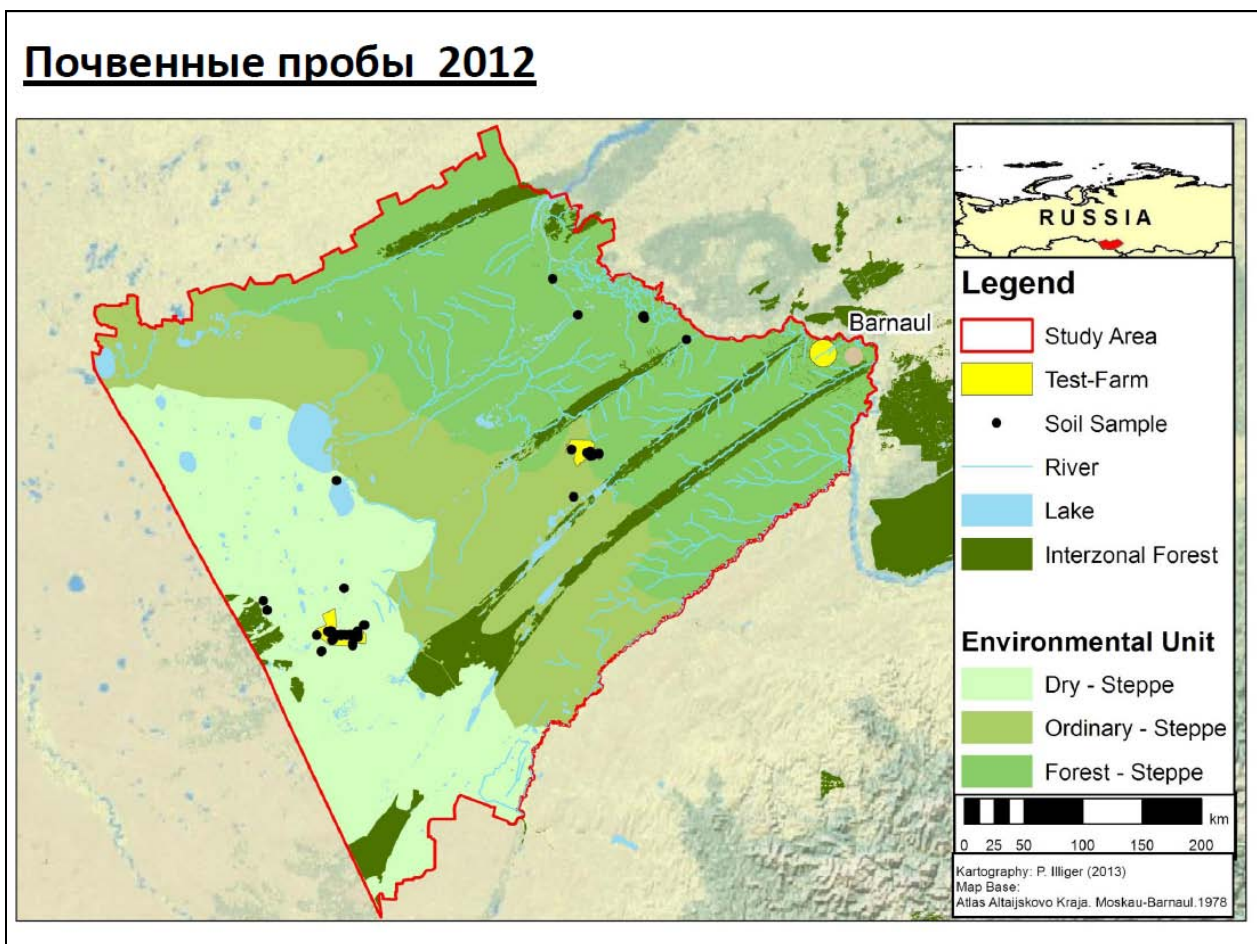 Почвенные пробы 2012
Barnaul
RUSSIA
Legend
Study Area
Test-Farm
Soil Sample
River
Lake
Interzonal Forest
Environmental Unit
Dry - Steppe
Ordinary - Steppe
Forest - Steppe
km
0 25 50 100 150 200
Kartography: P. Illiger (2013)
Map Base:
Atlas Altaijskovo Kraja. Moskau-Barnaul.1978